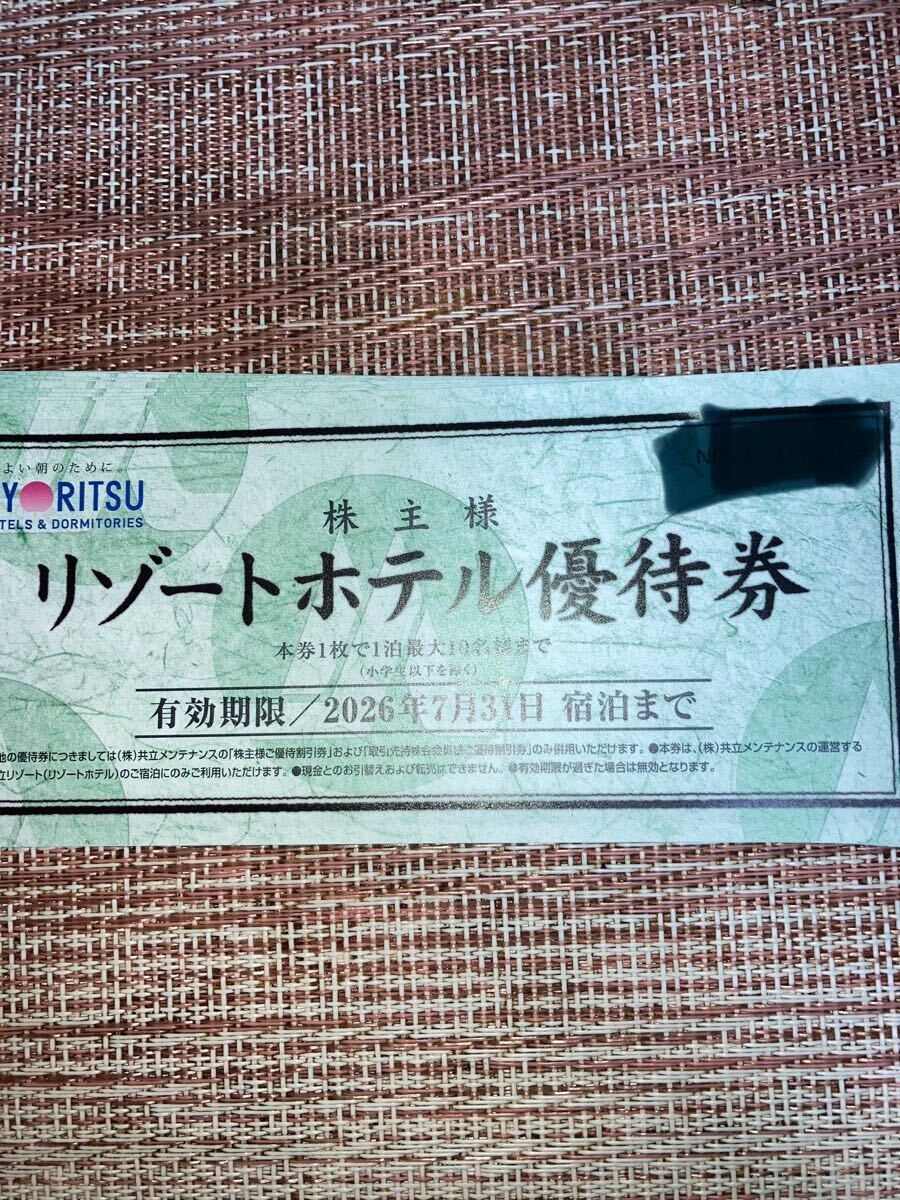 よい朝のために。
YORITSU
TELS & DORMITORIES
株主様
リゾートホテル優待券
本券1枚で1泊最大10名様まで
(小学生以下を除く)
有効期限/2026年7月31日 宿泊まで
他の優待券につきましては(株)共立メンテナンスの「株主様ご優待割引券」および「取引先持株会会員様ご優待割引券」のみ併用いただけます。●本券は、(株)共立メンテナンスの運営する
立リゾート(リゾートホテル)のご宿泊にのみご利用いただけます。●現金とのお引替えおよび転売はできません。●有効期限が過ぎた場合は無効となります。